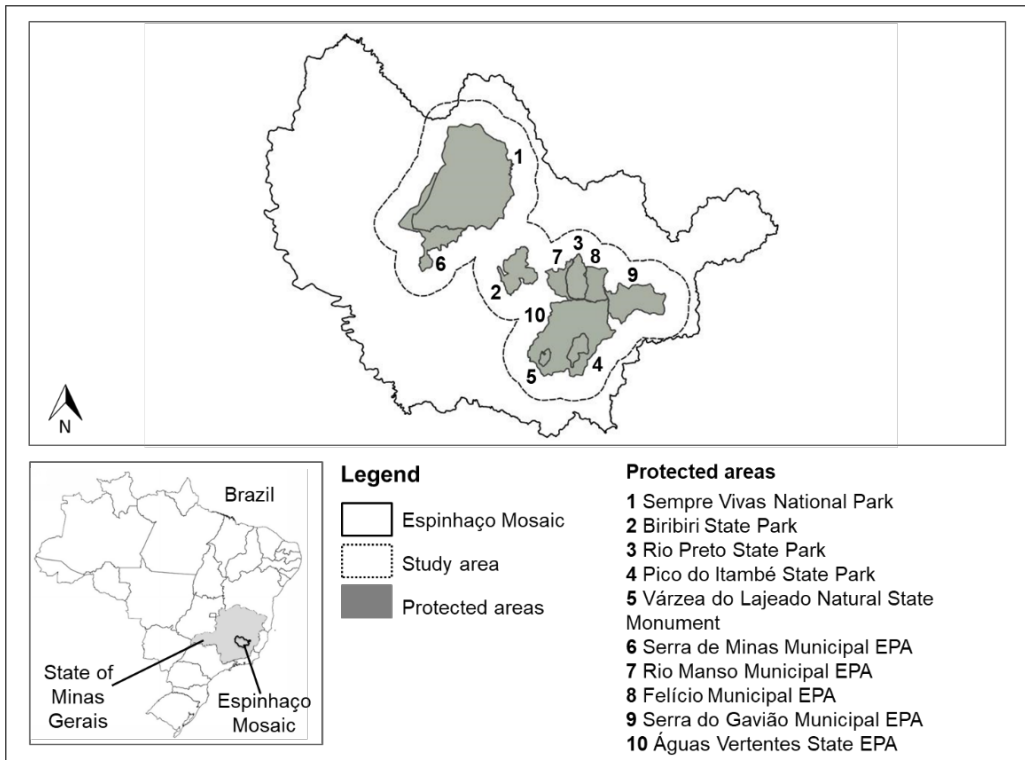 1
3
7
8
6
9
2
10
5
4
N
Brazil
State of
Minas
Gerais
Espinhaço
Mosaic
Legend
Espinhaço Mosaic
Study area
Protected areas
Protected areas
1 Sempre Vivas National Park
2 Biribiri State Park
3 Rio Preto State Park
4 Pico do Itambé State Park
5 Várzea do Lajeado Natural State
Monument
6 Serra de Minas Municipal EPA
7 Rio Manso Municipal EPA
8 Felício Municipal EPA
9 Serra do Gavião Municipal EPA
10 Águas Vertentes State EPA